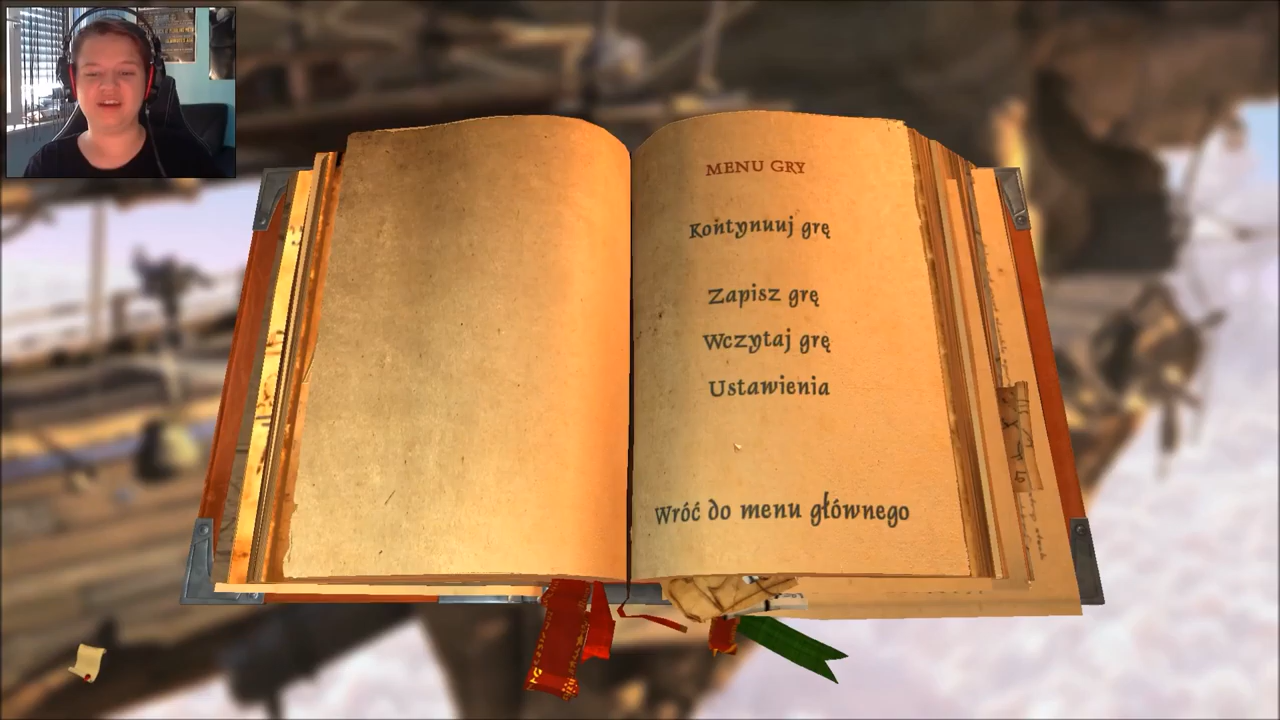 MENU GRY
Kontynuuj grę
Zapisz grę
Wczytaj grę
Ustawienia
Wróć do menu głównego